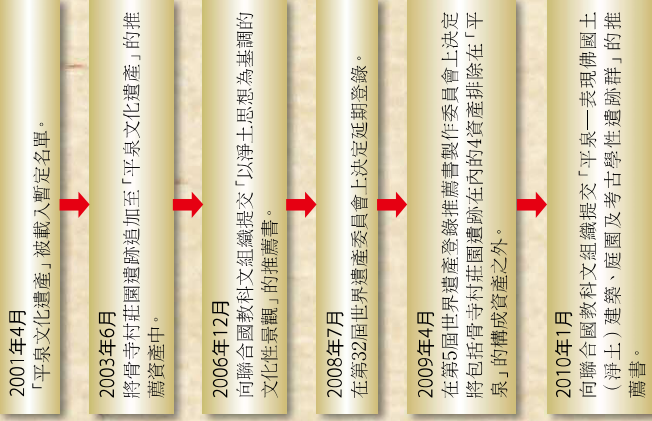 2001年4月
「平泉文化遺產」被載入暫定名單。
2003年6月
將骨寺村莊園遺跡追加至「平泉文化遺產」的推
薦資產中。
2006年12月
向聯合國教科文組織提交「以淨土思想為基調的
文化性景觀」的推薦書。
2008年7月
在第32屆世界遺產委員會上決定延期登錄。
2009年4月
在第5屆世界遺產登錄推薦書製作委員會上決定
將包括骨寺村莊園遺跡在內的4資產排除在「平
泉」的構成資產之外。
2010年1月
向聯合國教科文組織提交「平泉—表現佛國土
（淨土）建築、庭園及考古學性遺跡群」的推
薦書。